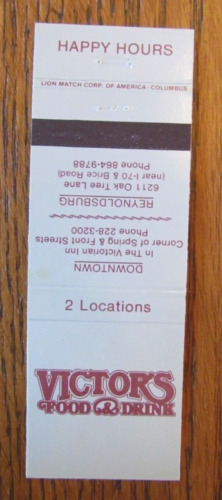 HAPPY HOURS
LION MATCH CORP. OF AMERICA - COLUMBUS
DOWNTOWN
In The Victorian Inn
Corner of Spring & Front Streets
Phone 228-3200
REYNOLDSBURG
6211 Oak Tree Lane
(near I-70 & Brice Road)
Phone 864-9788
2 Locations
VICTOR'S
FOOD & DRINK